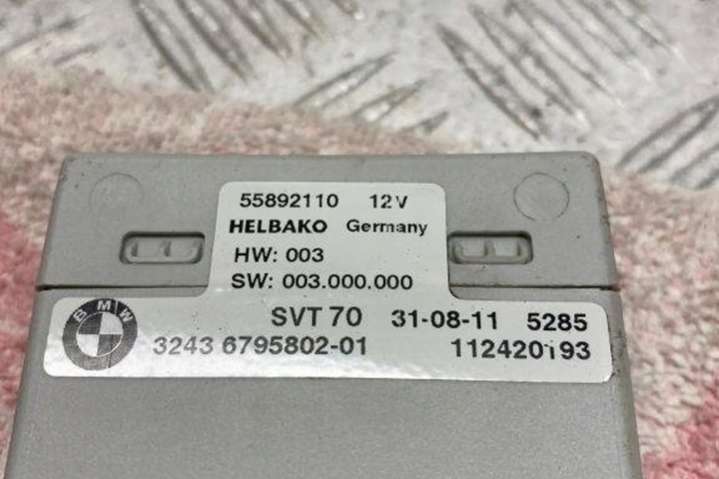 55892110 12V
HELBAKO Germany
HW: 003
SW: 003.000.000
BMW
SVT 70 31-08-11 5285
3243 6795802-01 112420193